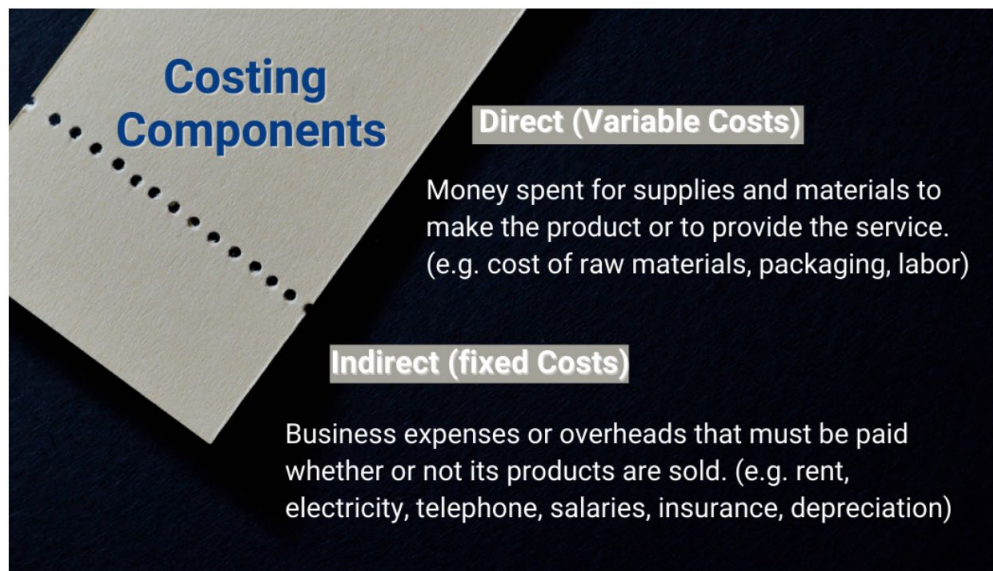 Costing
Components
Direct (Variable Costs)
Money spent for supplies and materials to
make the product or to provide the service.
(e.g. cost of raw materials, packaging, labor)
Indirect (fixed Costs)
Business expenses or overheads that must be paid
whether or not its products are sold. (e.g. rent,
electricity, telephone, salaries, insurance, depreciation)